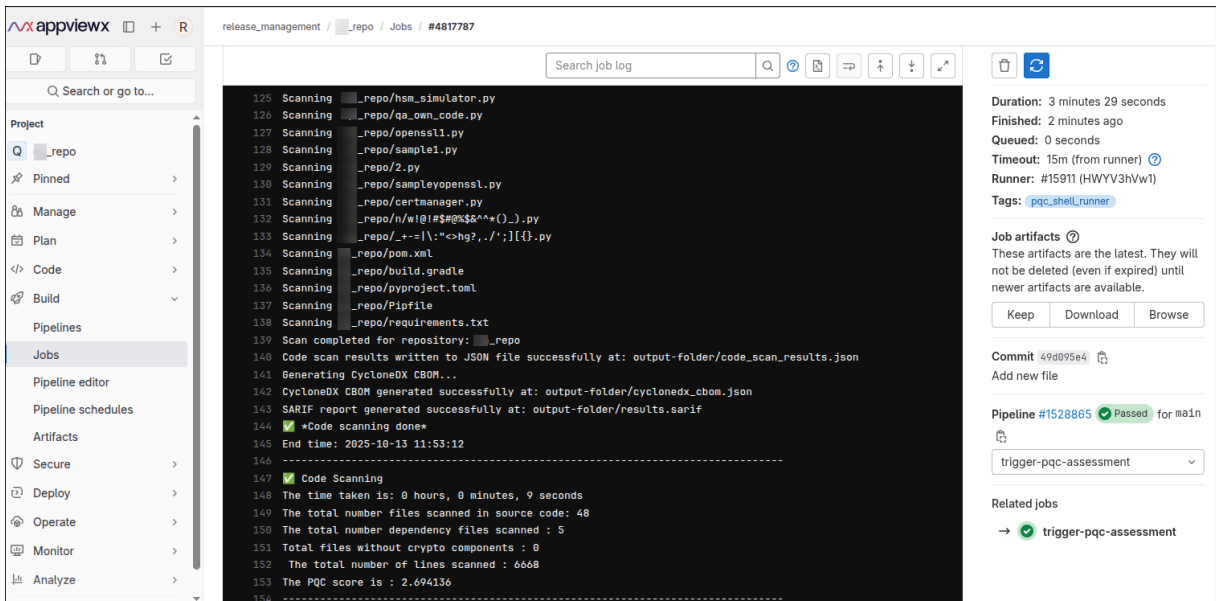 appviewx
R
release_management / _repo / Jobs / #4817787
Search or go to...
Project
Q _repo
Pinned
Manage
Plan
Code
Build
Pipelines
Jobs
Pipeline editor
Pipeline schedules
Artifacts
Secure
Deploy
Operate
Monitor
Analyze
Search job log
125 Scanning _repo/hsm_simulator.py
126 Scanning _repo/qa_own_code.py
127 Scanning _repo/openssl1.py
128 Scanning _repo/sample1.py
129 Scanning _repo/2.py
130 Scanning _repo/sampleyopenssl.py
131 Scanning _repo/certmanager.py
132 Scanning _repo/n/w!@!#$#@%$&^^*()_).py
133 Scanning _repo/_+-=|\:"<>hg?,./';][{}.py
134 Scanning _repo/pom.xml
135 Scanning _repo/build.gradle
136 Scanning _repo/pyproject.toml
137 Scanning _repo/Pipfile
138 Scanning _repo/requirements.txt
139 Scan completed for repository: _repo
140 Code scan results written to JSON file successfully at: output-folder/code_scan_results.json
141 Generating CycloneDX CBOM...
142 CycloneDX CBOM generated successfully at: output-folder/cyclonedx_cbom.json
143 SARIF report generated successfully at: output-folder/results.sarif
144 ✅ *Code scanning done*
145 End time: 2025-10-13 11:53:12
146 --------------------------------------------------------------------------------
147 ✅ Code Scanning
148 The time taken is: 0 hours, 0 minutes, 9 seconds
149 The total number files scanned in source code: 48
150 The total number dependency files scanned : 5
151 Total files without crypto components : 0
152 The total number of lines scanned : 6668
153 The PQC score is : 2.694136
154 --------------------------------------------------------------------------------
Duration: 3 minutes 29 seconds
Finished: 2 minutes ago
Queued: 0 seconds
Timeout: 15m (from runner)
Runner: #15911 (HWYV3hVw1)
Tags: pqc_shell_runner
Job artifacts
These artifacts are the latest. They will
not be deleted (even if expired) until
newer artifacts are available.
Keep Download Browse
Commit 49d095e4
Add new file
Pipeline #1528865 Passed for main
trigger-pqc-assessment
Related jobs
→ trigger-pqc-assessment